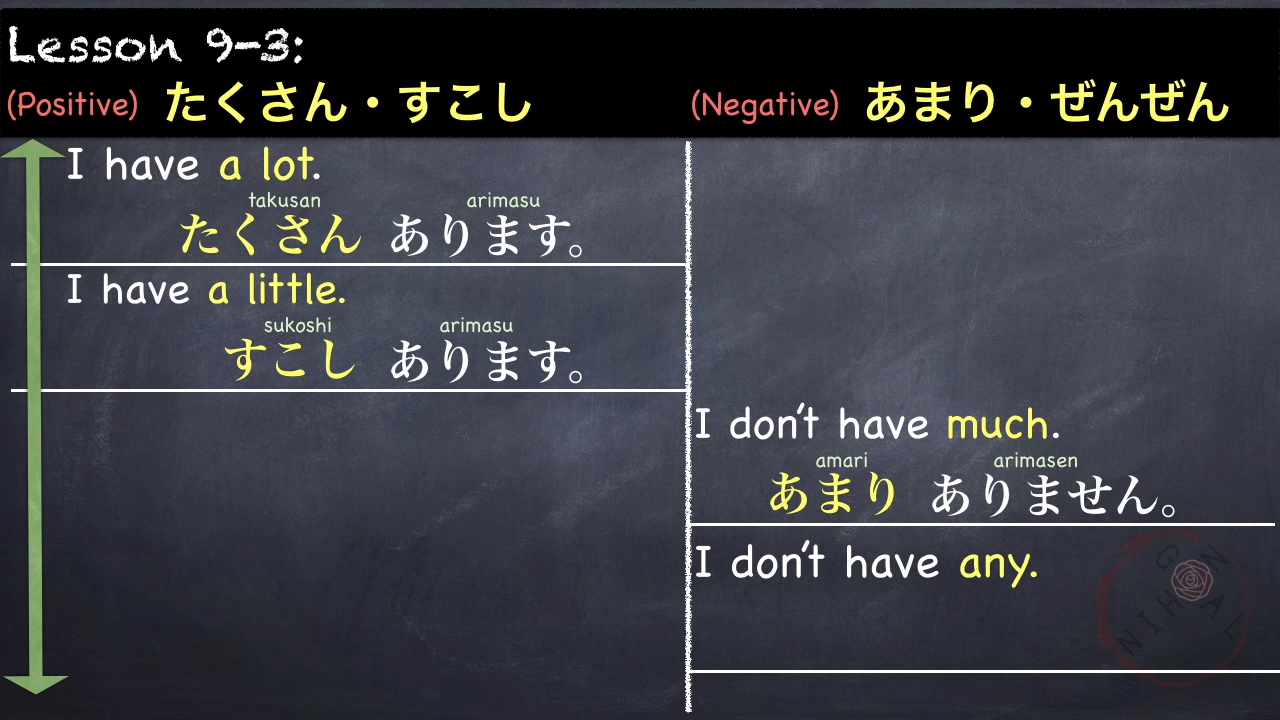 Lesson 9-3:
(Positive) たくさん・すこし
(Negative) あまり・ぜんぜん
I have a lot.
takusan arimasu
たくさん あります。
I have a little.
sukoshi arimasu
すこし あります。
I don't have much.
amari arimasen
あまり ありません。
I don't have any.
NIHONGOAL